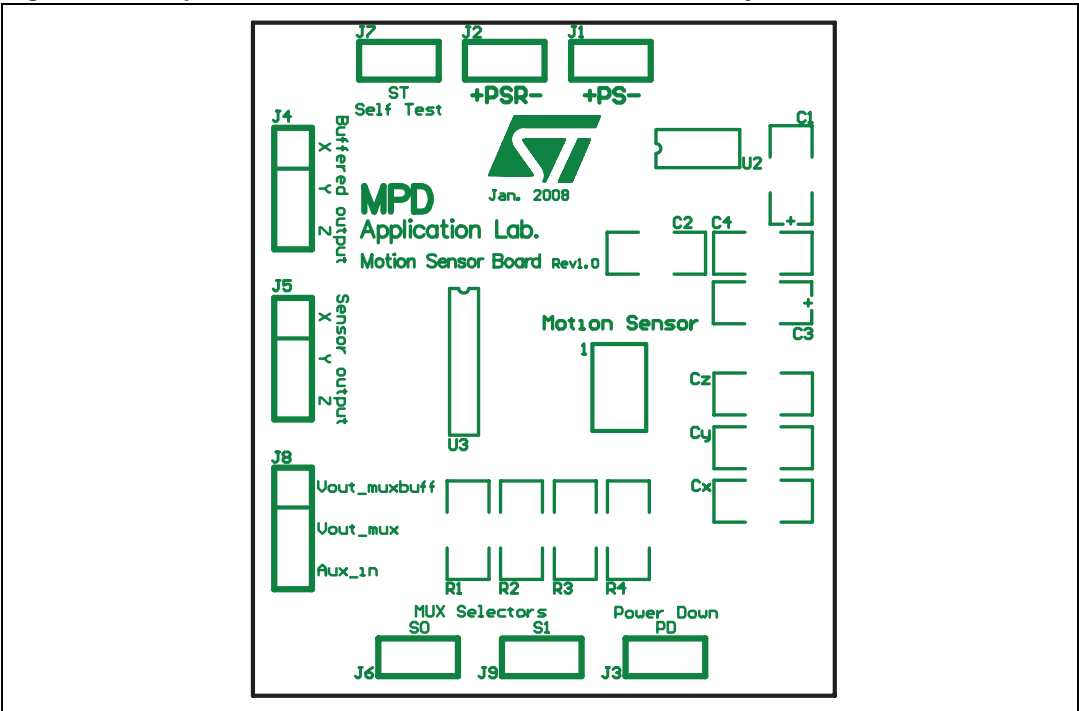 J7
J2
J1
ST
Self Test
+PSR-
+PS-
J4
Buffered output
X
Y
Z
C1
U2
+
Jan. 2008
MPD
Application Lab.
Motion Sensor Board Rev1.0
C2
C4
J5
Sensor output
X
Y
Z
+
C3
Motion Sensor
1
U3
Cz
Cy
Cx
J8
Vout_muxbuff
Vout_mux
Aux_in
R1
R2
R3
R4
MUX Selectors
S0
S1
Power Down
PD
J6
J9
J3